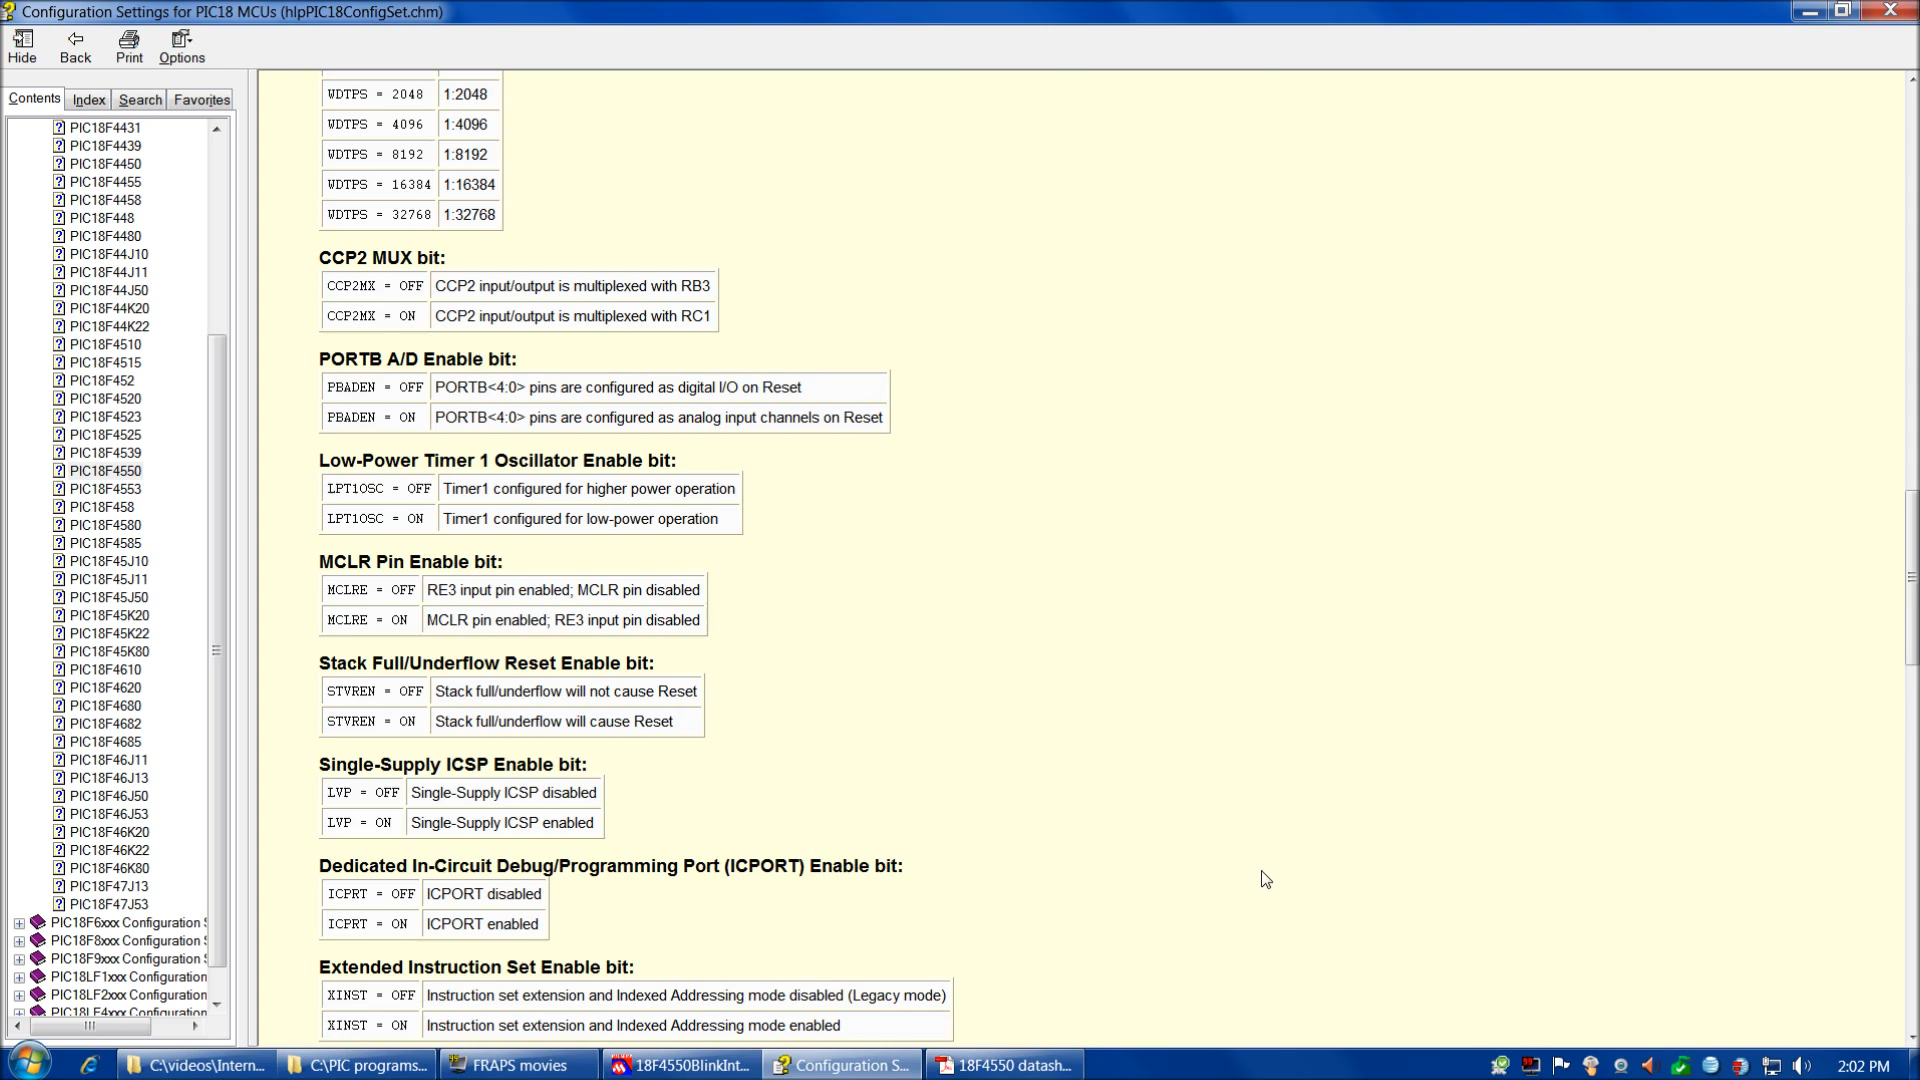 Configuration Settings for PIC18 MCUs (hlpPIC18ConfigSet.chm)
Hide Back Print Options
Contents Index Search Favorites
PIC18F4431
PIC18F4439
PIC18F4450
PIC18F4455
PIC18F4458
PIC18F448
PIC18F4480
PIC18F44J10
PIC18F44J11
PIC18F44J50
PIC18F44K20
PIC18F44K22
PIC18F4510
PIC18F4515
PIC18F452
PIC18F4520
PIC18F4523
PIC18F4525
PIC18F4539
PIC18F4550
PIC18F4553
PIC18F458
PIC18F4580
PIC18F4585
PIC18F45J10
PIC18F45J11
PIC18F45J50
PIC18F45K20
PIC18F45K22
PIC18F45K80
PIC18F4610
PIC18F4620
PIC18F4680
PIC18F4682
PIC18F4685
PIC18F46J11
PIC18F46J13
PIC18F46J50
PIC18F46J53
PIC18F46K20
PIC18F46K22
PIC18F46K80
PIC18F47J13
PIC18F47J53
PIC18F6xxx Configuration
PIC18F8xxx Configuration
PIC18F9xxx Configuration
PIC18LF1xxx Configuration
PIC18LF2xxx Configuration
PIC18LF4xxx Configuration
WDTPS = 2048 1:2048
WDTPS = 4096 1:4096
WDTPS = 8192 1:8192
WDTPS = 16384 1:16384
WDTPS = 32768 1:32768
CCP2 MUX bit:
CCP2MX = OFF CCP2 input/output is multiplexed with RB3
CCP2MX = ON CCP2 input/output is multiplexed with RC1
PORTB A/D Enable bit:
PBADEN = OFF PORTB<4:0> pins are configured as digital I/O on Reset
PBADEN = ON PORTB<4:0> pins are configured as analog input channels on Reset
Low-Power Timer 1 Oscillator Enable bit:
LPT1OSC = OFF Timer1 configured for higher power operation
LPT1OSC = ON Timer1 configured for low-power operation
MCLR Pin Enable bit:
MCLRE = OFF RE3 input pin enabled; MCLR pin disabled
MCLRE = ON MCLR pin enabled; RE3 input pin disabled
Stack Full/Underflow Reset Enable bit:
STVREN = OFF Stack full/underflow will not cause Reset
STVREN = ON Stack full/underflow will cause Reset
Single-Supply ICSP Enable bit:
LVP = OFF Single-Supply ICSP disabled
LVP = ON Single-Supply ICSP enabled
Dedicated In-Circuit Debug/Programming Port (ICPORT) Enable bit:
ICPRT = OFF ICPORT disabled
ICPRT = ON ICPORT enabled
Extended Instruction Set Enable bit:
XINST = OFF Instruction set extension and Indexed Addressing mode disabled (Legacy mode)
XINST = ON Instruction set extension and Indexed Addressing mode enabled
C:\videos\Intern... C:\PIC programs... FRAPS movies 18F4550BlinkInt... Configuration S... 18F4550 datash... 2:02 PM